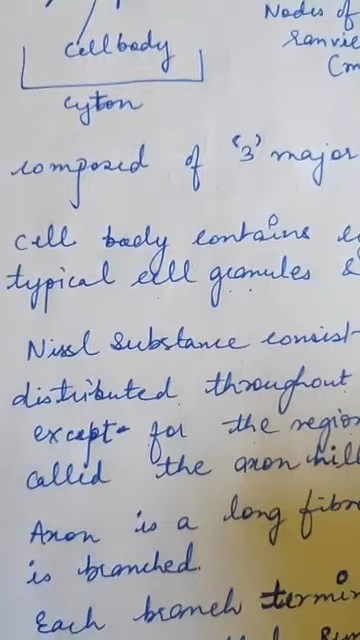 Nodes of
Ranvie
cell body
(m
cyton
composed of '3' major
cell body contains
typical cell granules &
Nissl substance consist
distributed throughout
except for the region
called the axon hill
Axon is a long fibr
is branched.
Each branch termin